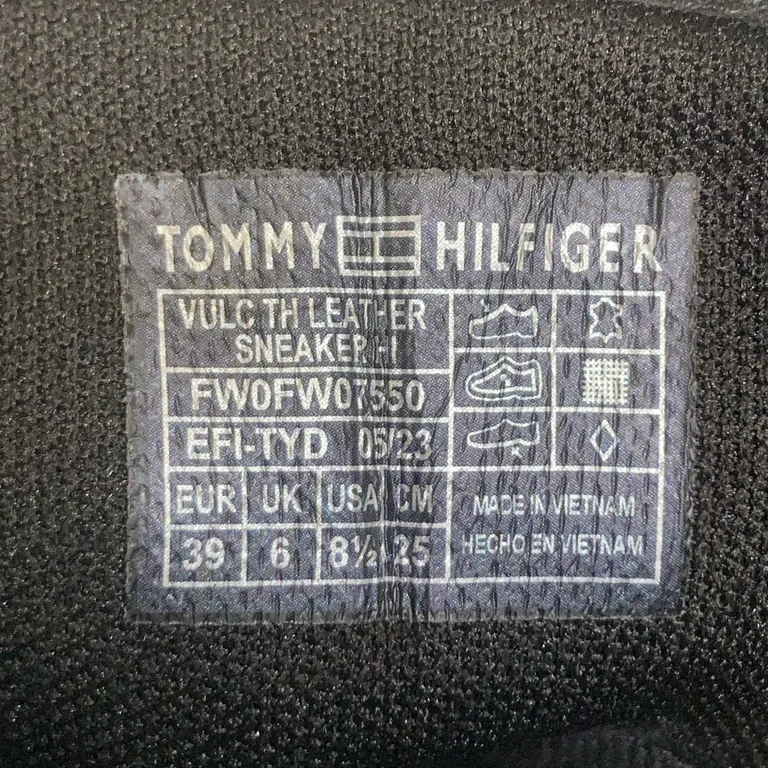 TOMMY HILFIGER
VULC TH LEATHER
SNEAKER HI
FW0FW07550
EFI-TYD 05/23
EUR UK USA CM
39 6 8½ 25
MADE IN VIETNAM
HECHO EN VIETNAM